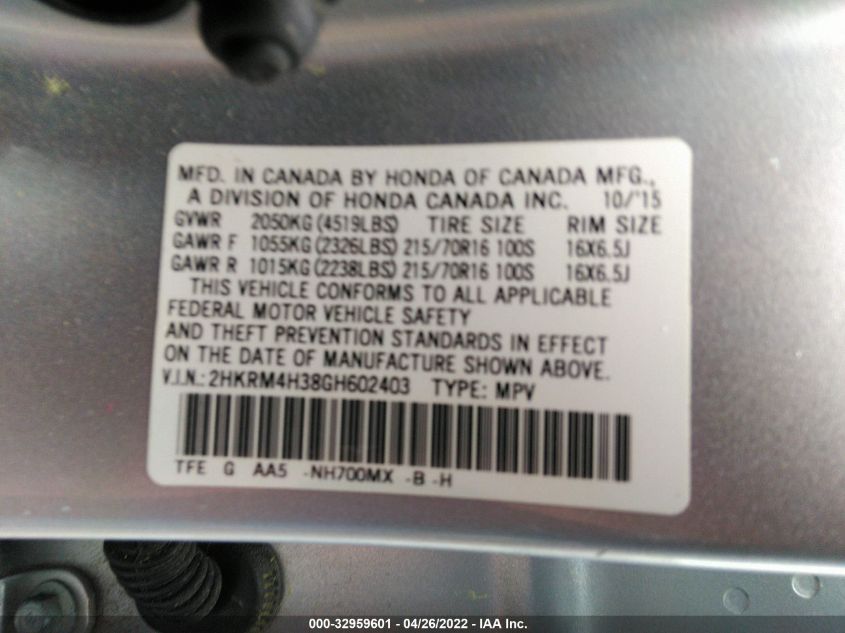 MFD. IN CANADA BY HONDA OF CANADA MFG.,
A DIVISION OF HONDA CANADA INC. 10/'15
GVWR 2050KG (4519LBS) TIRE SIZE RIM SIZE
GAWR F 1055KG (2326LBS) 215/70R16 100S 16X6.5J
GAWR R 1015KG (2238LBS) 215/70R16 100S 16X6.5J
THIS VEHICLE CONFORMS TO ALL APPLICABLE
FEDERAL MOTOR VEHICLE SAFETY
AND THEFT PREVENTION STANDARDS IN EFFECT
ON THE DATE OF MANUFACTURE SHOWN ABOVE.
V.I.N.: 2HKRM4H38GH602403 TYPE: MPV
TFE G AA5 -NH700MX -B -H
000-32959601 - 04/26/2022 - IAA Inc.